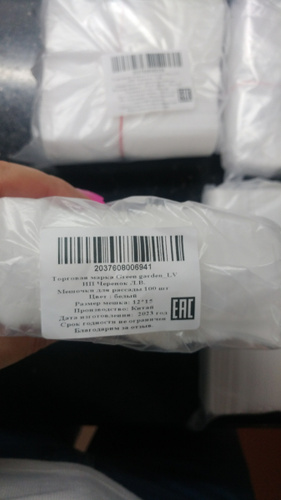 2037608006941
Торговая марка Green garden_LV
ИП Черенок Л.В.
Мешочки для рассады 100 шт
Цвет : белый
Размер мешка: 12*15
Производство: Китай
Дата изготовления: 2023 год
Срок годности не ограничен
Благодарим за отзыв
EAC